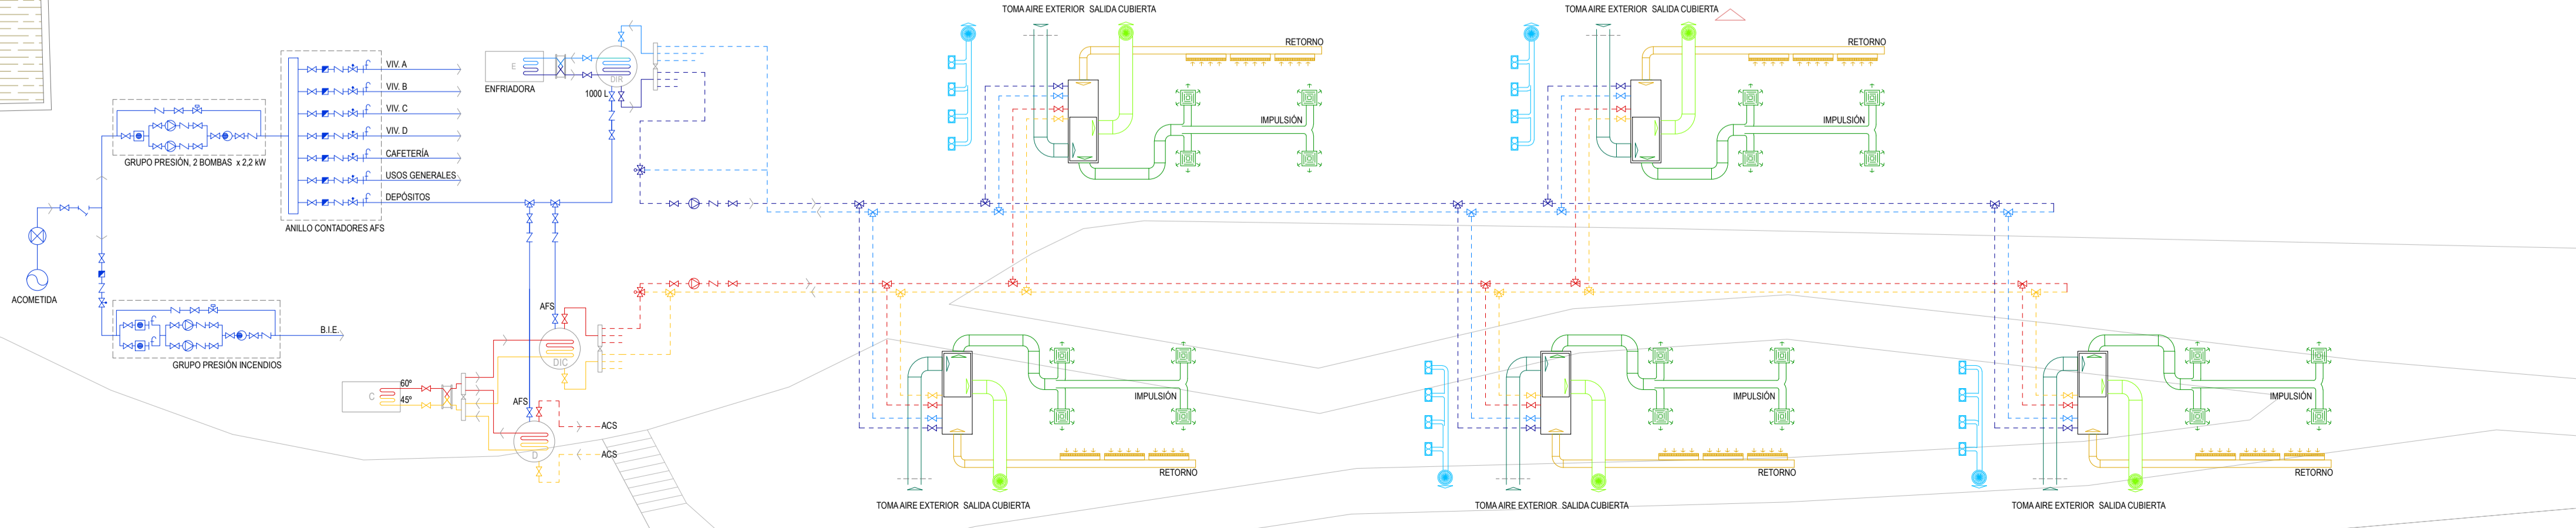 TOMA AIRE EXTERIOR SALIDA CUBIERTA
TOMA AIRE EXTERIOR SALIDA CUBIERTA
RETORNO
RETORNO
VIV. A
VIV. B
VIV. C
VIV. D
CAFETERÍA
USOS GENERALES
DEPÓSITOS
E
ENFRIADORA
DIR
1000 L
IMPULSIÓN
IMPULSIÓN
GRUPO PRESIÓN, 2 BOMBAS x 2,2 kW
ANILLO CONTADORES AFS
ACOMETIDA
B.I.E.
GRUPO PRESIÓN INCENDIOS
AFS
DIC
C
60º
45º
AFS
D
ACS
ACS
IMPULSIÓN
IMPULSIÓN
IMPULSIÓN
RETORNO
RETORNO
RETORNO
TOMA AIRE EXTERIOR SALIDA CUBIERTA
TOMA AIRE EXTERIOR SALIDA CUBIERTA
TOMA AIRE EXTERIOR SALIDA CUBIERTA